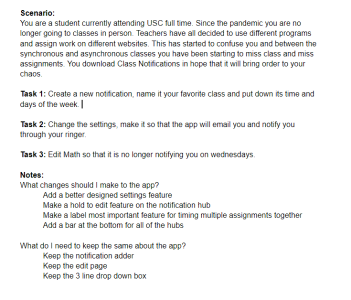 Scenario:
You are a student currently attending USC full time. Since the pandemic you are no
longer going to classes in person. Teachers have all decided to use different programs
and assign work on different websites. This has started to confuse you and between the
synchronous and asynchronous classes you have been starting to miss class and miss
assignments. You download Class Notifications in hope that it will bring order to your
chaos.
Task 1: Create a new notification, name it your favorite class and put down its time and
days of the week.
Task 2: Change the settings, make it so that the app will email you and notify you
through your ringer.
Task 3: Edit Math so that it is no longer notifying you on wednesdays.
Notes:
What changes should I make to the app?
Add a better designed settings feature
Make a hold to edit feature on the notification hub
Make a label most important feature for timing multiple assignments together
Add a bar at the bottom for all of the hubs
What do I need to keep the same about the app?
Keep the notification adder
Keep the edit page
Keep the 3 line drop down box